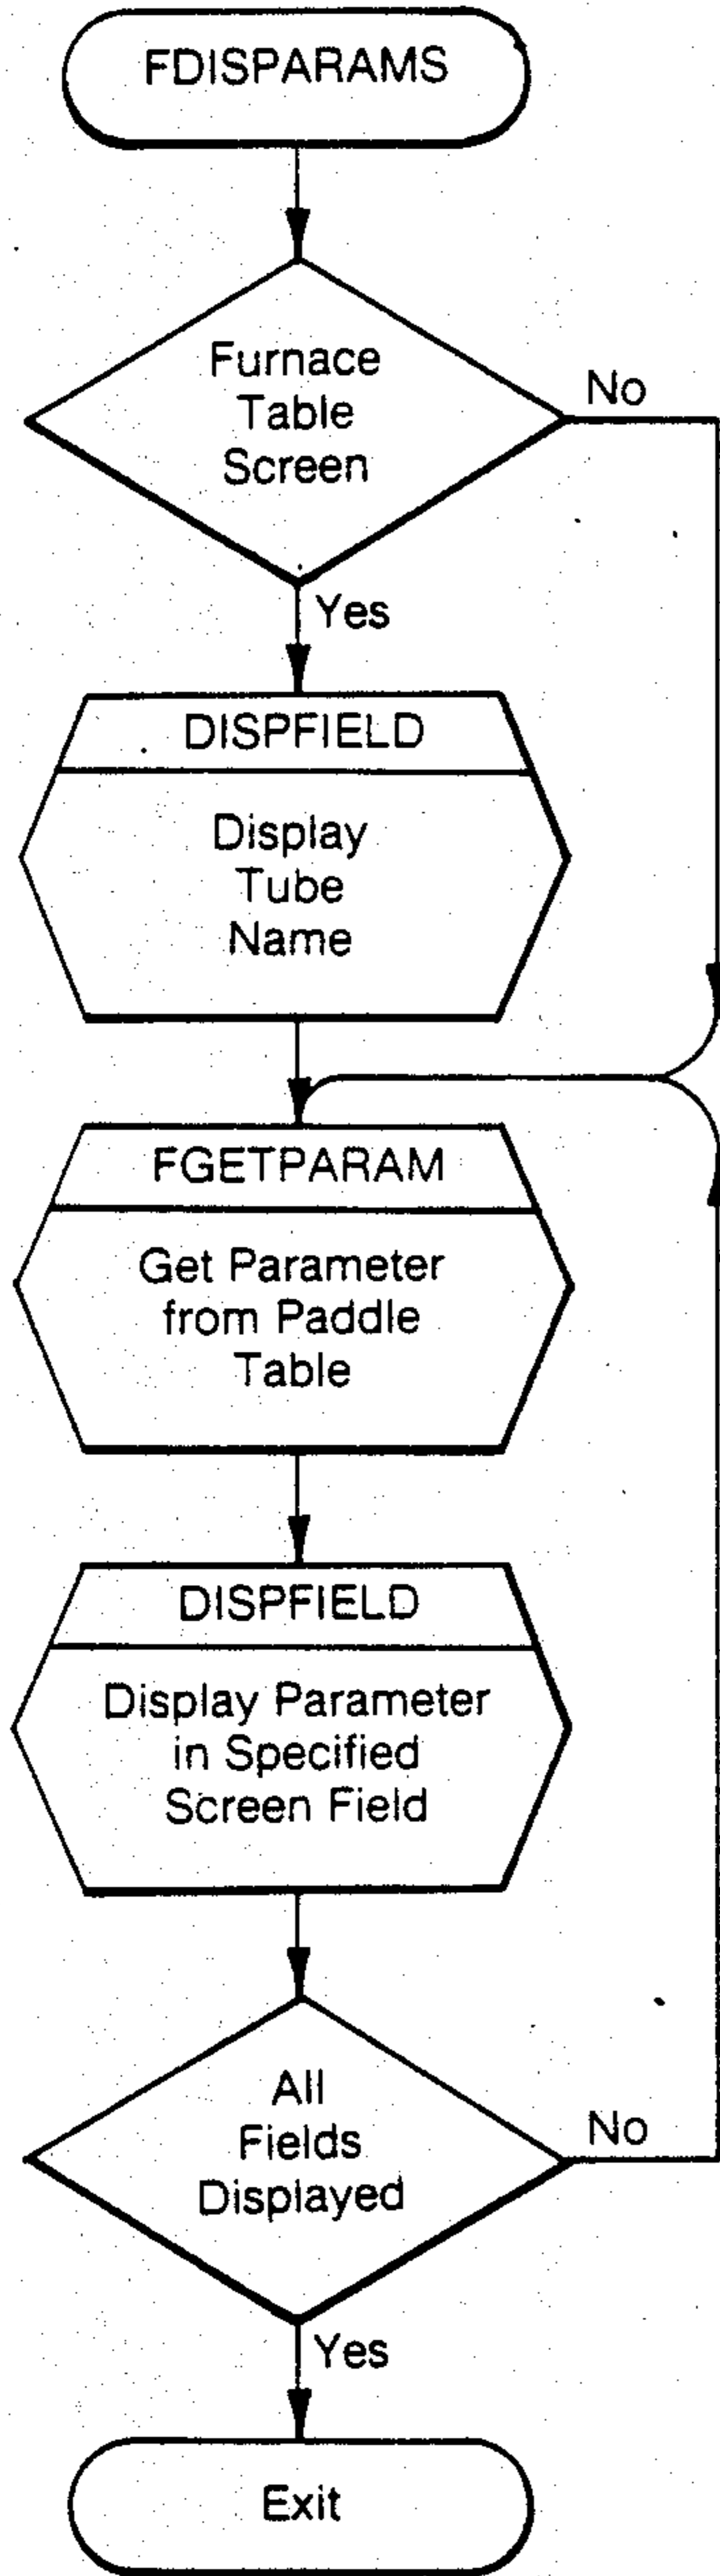 FDISPARAMS
Furnace
Table
Screen
No
Yes
DISPFIELD
Display
Tube
Name
FGETPARAM
Get Parameter
from Paddle
Table
DISPFIELD
Display Parameter
in Specified
Screen Field
All
Fields
Displayed
No
Yes
Exit